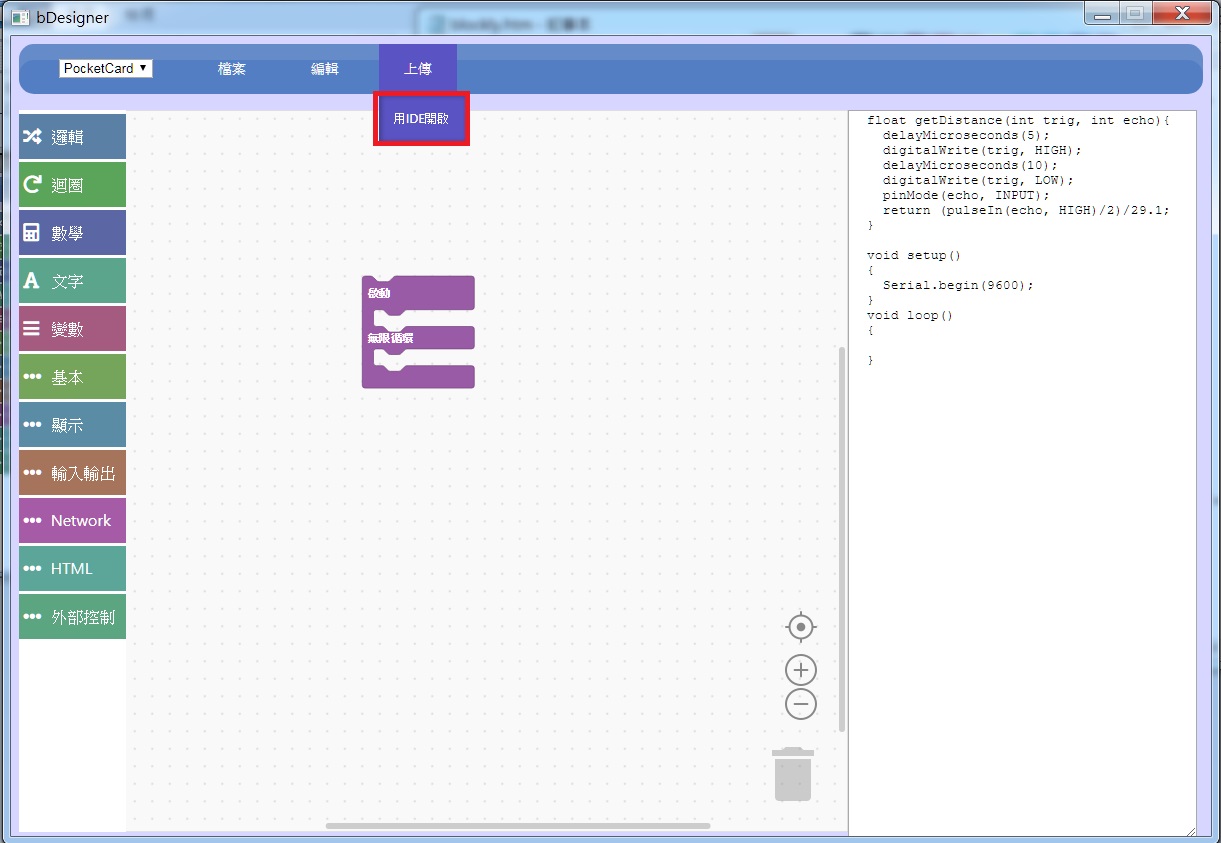 bDesigner
PocketCard ▼
檔案
編輯
上傳
用IDE開啟
邏輯
迴圈
數學
文字
變數
基本
顯示
輸入輸出
Network
HTML
外部控制
啟動
無限循環
float getDistance(int trig, int echo){
  delayMicroseconds(5);
  digitalWrite(trig, HIGH);
  delayMicroseconds(10);
  digitalWrite(trig, LOW);
  pinMode(echo, INPUT);
  return (pulseIn(echo, HIGH)/2)/29.1;
}
void setup()
{
  Serial.begin(9600);
}
void loop()
{
}